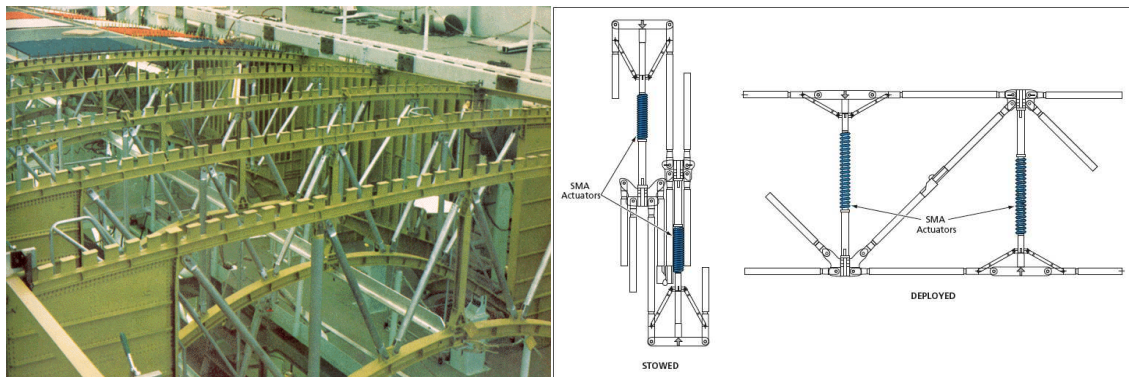 SMA
Actuators
STOWED
SMA
Actuators
DEPLOYED